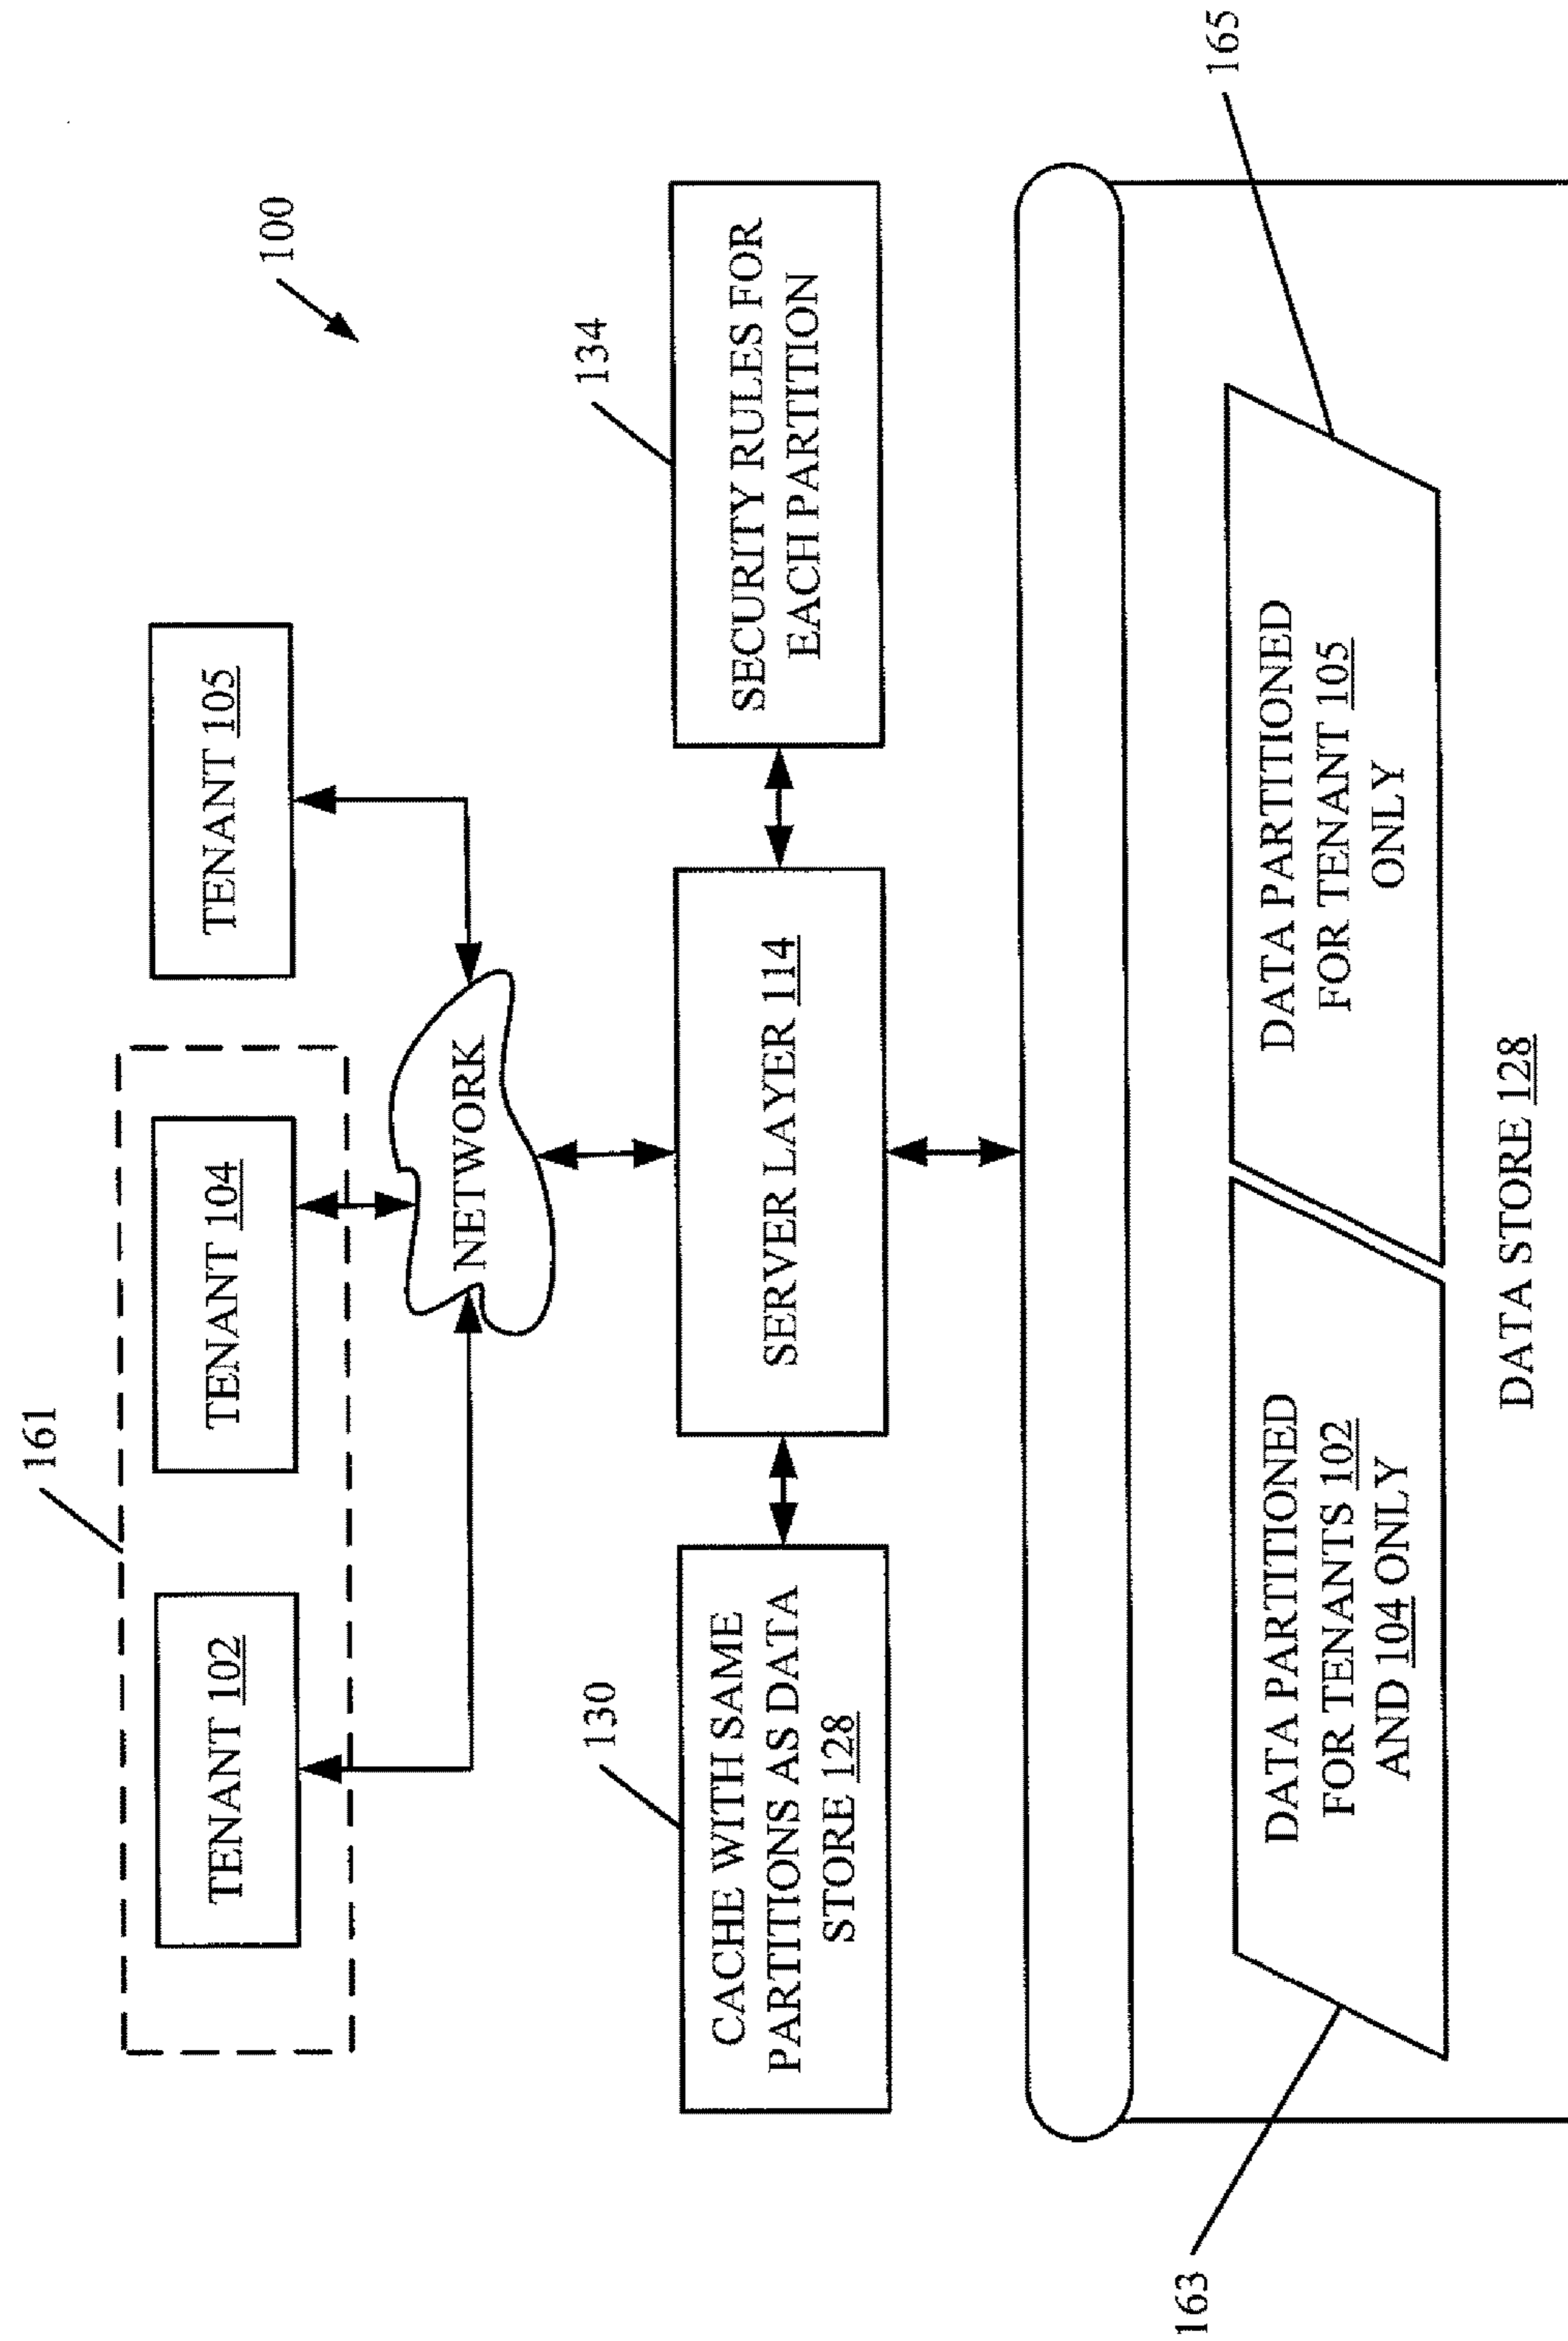 100
161
TENANT 102
TENANT 104
TENANT 105
NETWORK
130
134
CACHE WITH SAME
PARTITIONS AS DATA
STORE 128
SERVER LAYER 114
SECURITY RULES FOR
EACH PARTITION
163
165
DATA PARTITIONED
FOR TENANTS 102
AND 104 ONLY
DATA PARTITIONED
FOR TENANT 105
ONLY
DATA STORE 128